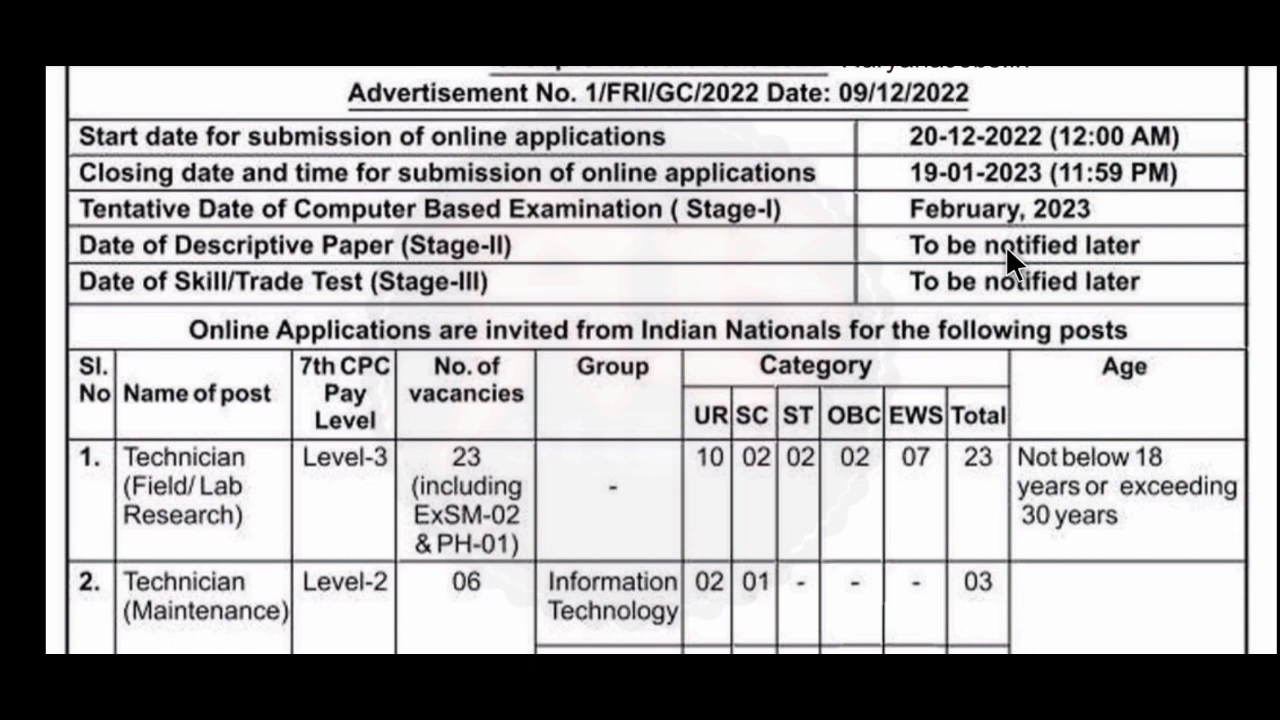 Advertisement No. 1/FRI/GC/2022 Date: 09/12/2022
Start date for submission of online applications 20-12-2022 (12:00 AM)
Closing date and time for submission of online applications 19-01-2023 (11:59 PM)
Tentative Date of Computer Based Examination ( Stage-I) February, 2023
Date of Descriptive Paper (Stage-II) To be notified later
Date of Skill/Trade Test (Stage-III) To be notified later
Online Applications are invited from Indian Nationals for the following posts
Sl. No Name of post 7th CPC Pay Level No. of vacancies Group Category Age
UR SC ST OBC EWS Total
1. Technician Level-3 23 - 10 02 02 02 07 23 Not below 18
(Field/ Lab (including years or exceeding
Research) ExSM-02 30 years
& PH-01)
2. Technician Level-2 06 Information 02 01 - - - 03
(Maintenance) Technology